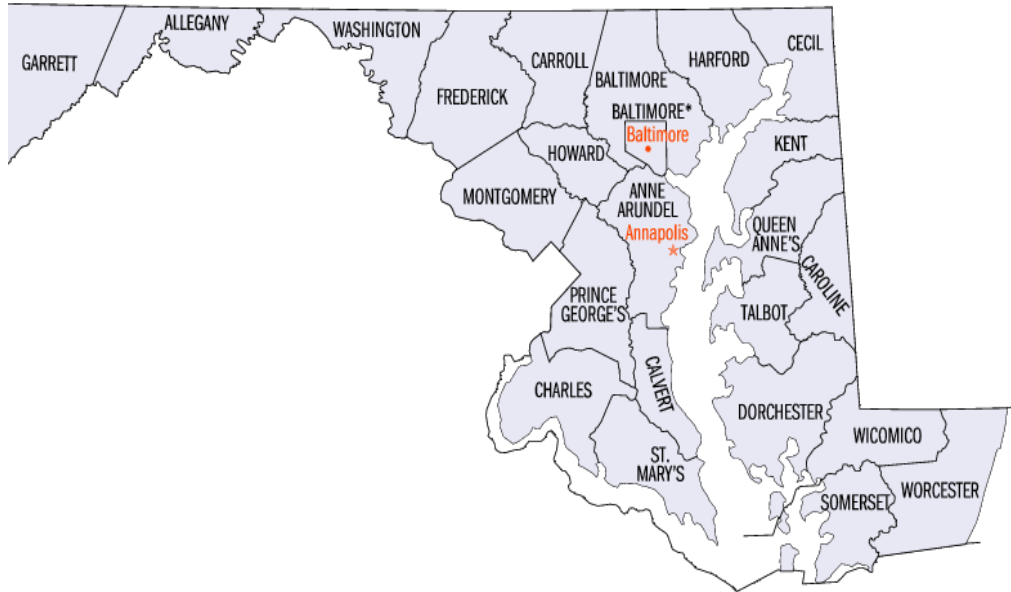 ALLEGANY
WASHINGTON
GARRETT
CARROLL
HARFORD
CECIL
BALTIMORE
FREDERICK
BALTIMORE*
Baltimore
KENT
HOWARD
MONTGOMERY
ANNE
ARUNDEL
Annapolis
QUEEN
ANNE'S
CAROLINE
PRINCE
GEORGE'S
TALBOT
CHARLES
CALVERT
DORCHESTER
WICOMICO
ST.
MARY'S
SOMERSET
WORCESTER